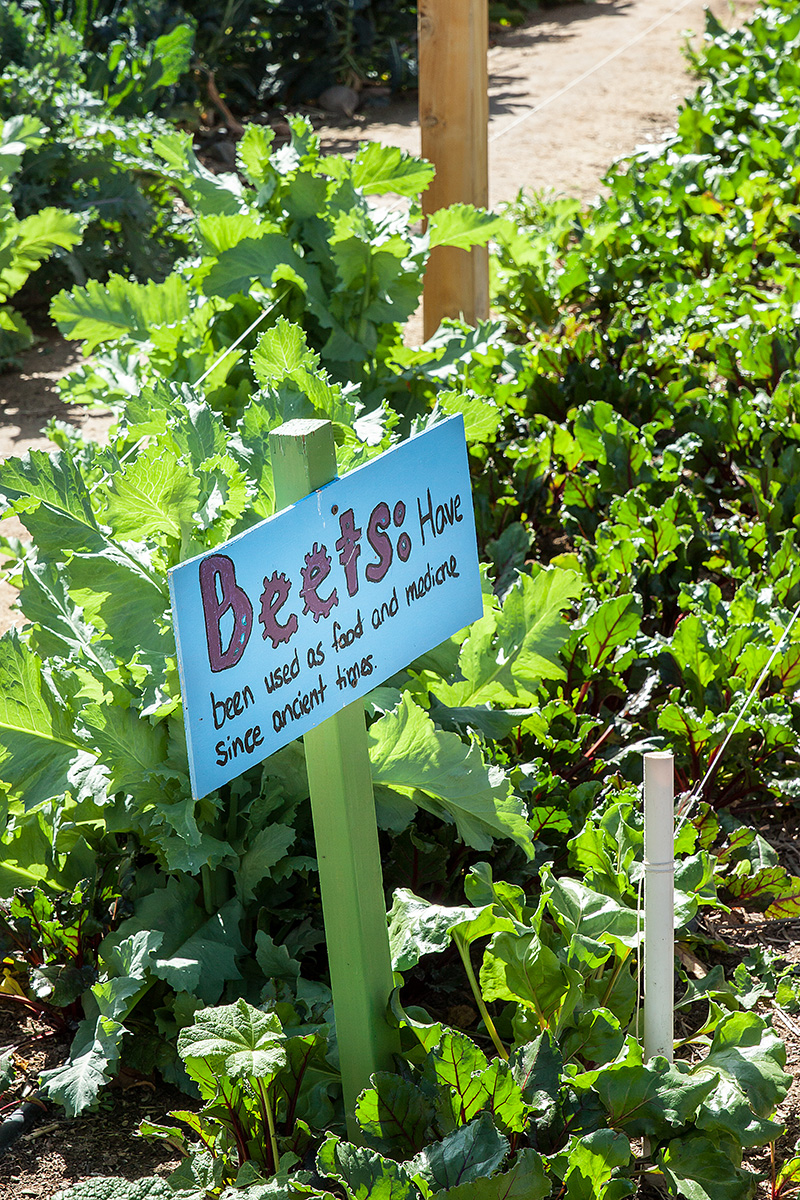 Beets: Have
been used as food and medicine
since ancient times.